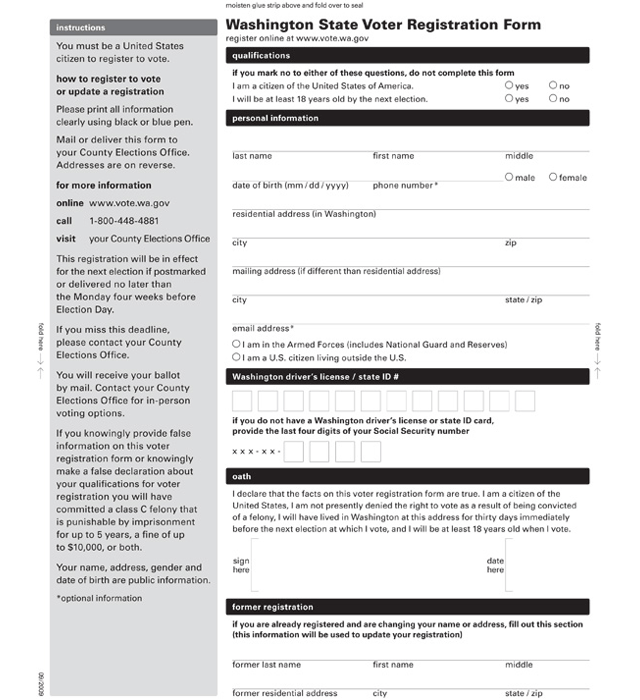 moisten glue strip above and fold over to seal
Washington State Voter Registration Form
register online at www.vote.wa.gov
instructions
You must be a United States
citizen to register to vote.
how to register to vote
or update a registration
Please print all information
clearly using black or blue pen.
Mail or deliver this form to
your County Elections Office.
Addresses are on reverse.
for more information
online www.vote.wa.gov
call 1-800-448-4881
visit your County Elections Office
This registration will be in effect
for the next election if postmarked
or delivered no later than
the Monday four weeks before
Election Day.
If you miss this deadline,
please contact your County
Elections Office.
You will receive your ballot
by mail. Contact your County
Elections Office for in-person
voting options.
If you knowingly provide false
information on this voter
registration form or knowingly
make a false declaration about
your qualifications for voter
registration you will have
committed a class C felony that
is punishable by imprisonment
for up to 5 years, a fine of up
to $10,000, or both.
Your name, address, gender and
date of birth are public information.
*optional information
fold here
09/2009
qualifications
if you mark no to either of these questions, do not complete this form
I am a citizen of the United States of America. yes no
I will be at least 18 years old by the next election. yes no
personal information
last name first name middle
male female
date of birth (mm/dd/yyyy) phone number*
residential address (in Washington)
city zip
mailing address (if different than residential address)
city state / zip
email address*
I am in the Armed Forces (includes National Guard and Reserves)
I am a U.S. citizen living outside the U.S.
fold here
Washington driver's license / state ID #
if you do not have a Washington driver's license or state ID card,
provide the last four digits of your Social Security number
x x x - x x -
oath
I declare that the facts on this voter registration form are true. I am a citizen of the
United States, I am not presently denied the right to vote as a result of being convicted
of a felony, I will have lived in Washington at this address for thirty days immediately
before the next election at which I vote, and I will be at least 18 years old when I vote.
sign date
here here
former registration
if you are already registered and are changing your name or address, fill out this section
(this information will be used to update your registration)
former last name first name middle
former residential address city state / zip